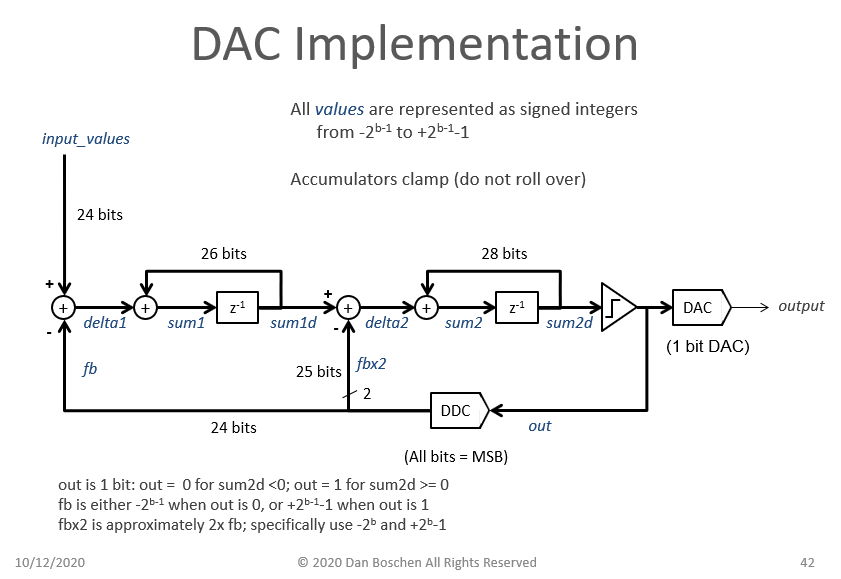 DAC Implementation
All values are represented as signed integers
from -2^b-1 to +2^b-1-1
input_values
Accumulators clamp (do not roll over)
24 bits
26 bits
28 bits
+
+
-
+
+
z-1
+
-
+
+
z-1
DAC
output
delta1
sum1
sum1d
delta2
sum2
sum2d
(1 bit DAC)
fb
25 bits
fbx2
2
24 bits
DDC
out
(All bits = MSB)
out is 1 bit: out =  0 for sum2d <0; out = 1 for sum2d >= 0
fb is either -2^b-1 when out is 0, or +2^b-1-1 when out is 1
fbx2 is approximately 2x fb; specifically use -2^b and +2^b-1
10/12/2020
© 2020 Dan Boschen All Rights Reserved
42